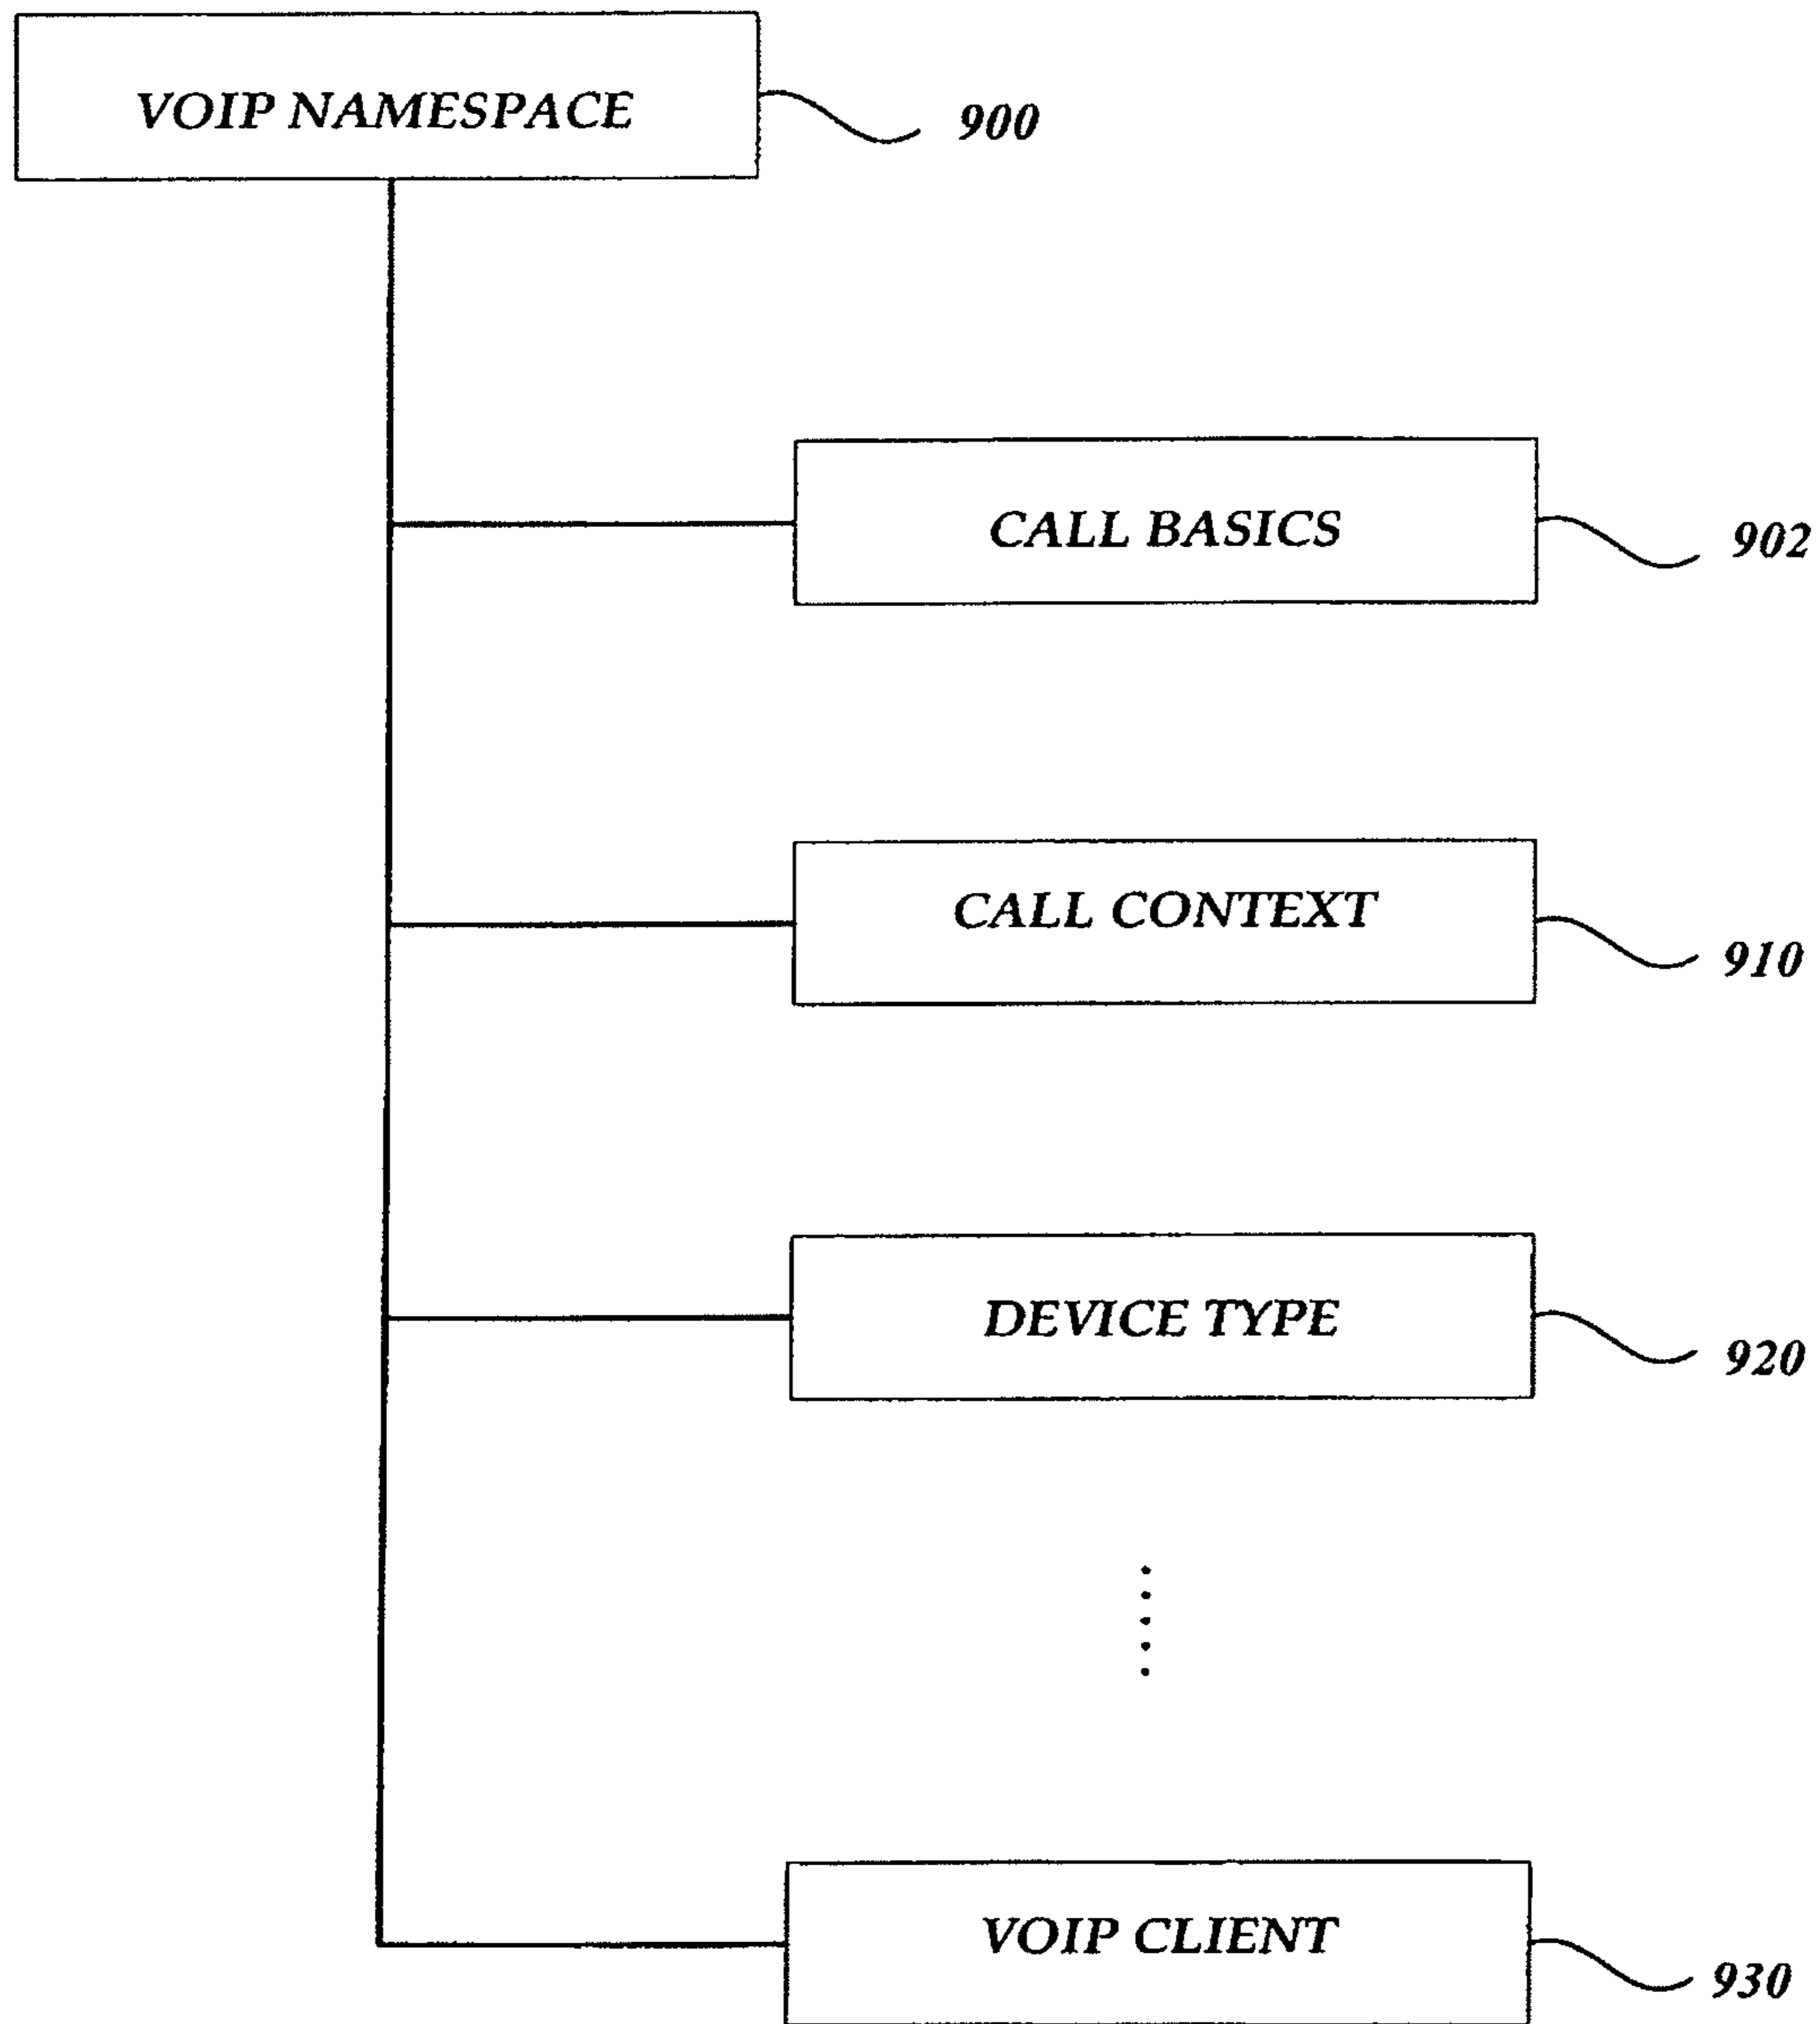 VOIP NAMESPACE
900
CALL BASICS
902
CALL CONTEXT
910
DEVICE TYPE
920
VOIP CLIENT
930